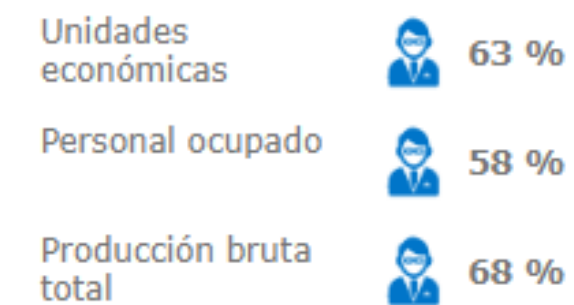 Unidades
económicas
63 %
Personal ocupado
58 %
Producción bruta
total
68 %